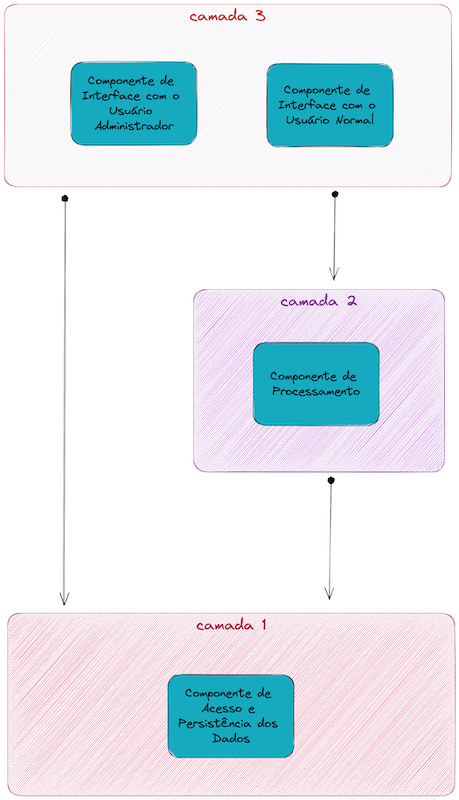 camada 3
Componente de
Interface com o
Usuário
Administrador
Componente de
Interface com o
Usuário Normal
camada 2
Componente de
Processamento
camada 1
Componente de
Acesso e
Persistência dos
Dados